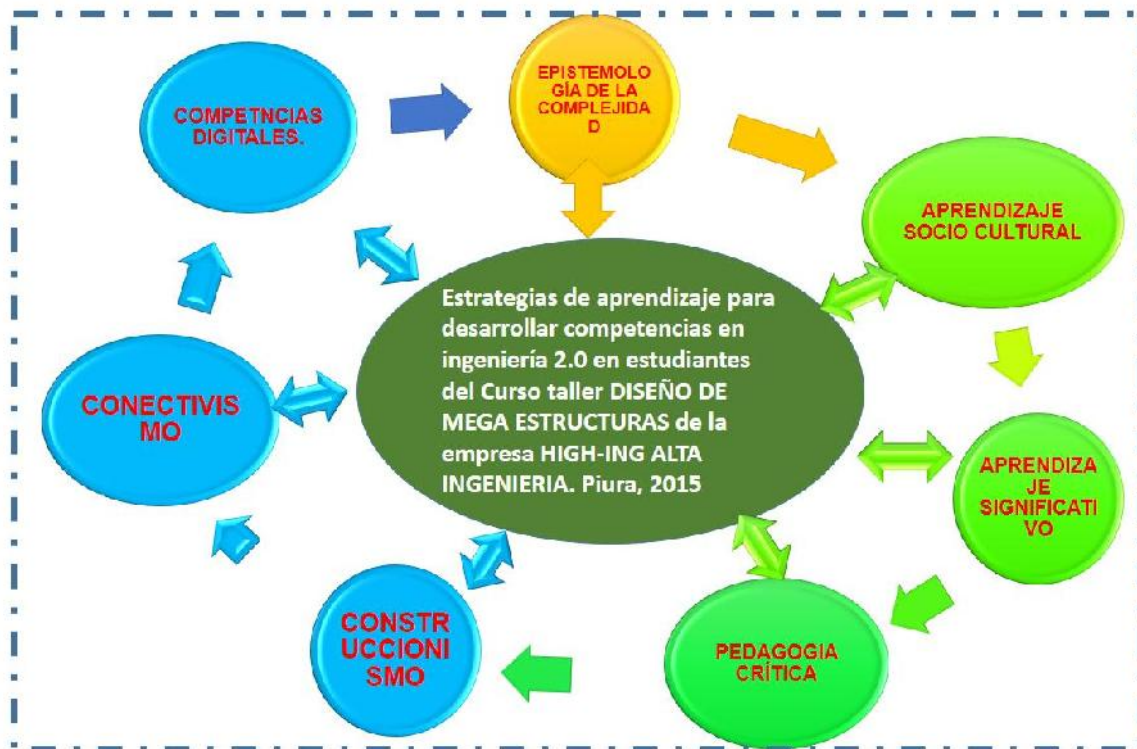 EPISTEMOLO
GÍA DE LA
COMPLEJIDA
D
COMPETNCIAS
DIGITALES.
APRENDIZAJE
SOCIO CULTURAL
Estrategias de aprendizaje para
desarrollar competencias en
ingeniería 2.0 en estudiantes
del Curso taller DISEÑO DE
MEGA ESTRUCTURAS de la
empresa HIGH-ING ALTA
INGENIERIA. Piura, 2015
CONECTIVIS
MO
APRENDIZA
JE
SIGNIFICATI
VO
CONSTR
UCCIONI
SMO
PEDAGOGIA
CRÍTICA